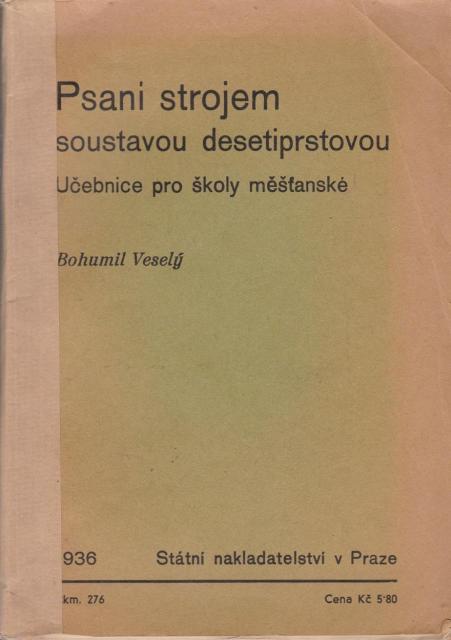 Psaní strojem
soustavou desetiprstovou
Učebnice pro školy měšťanské
Bohumil Veselý
936 Státní nakladatelství v Praze
km. 276 Cena Kč 5·80